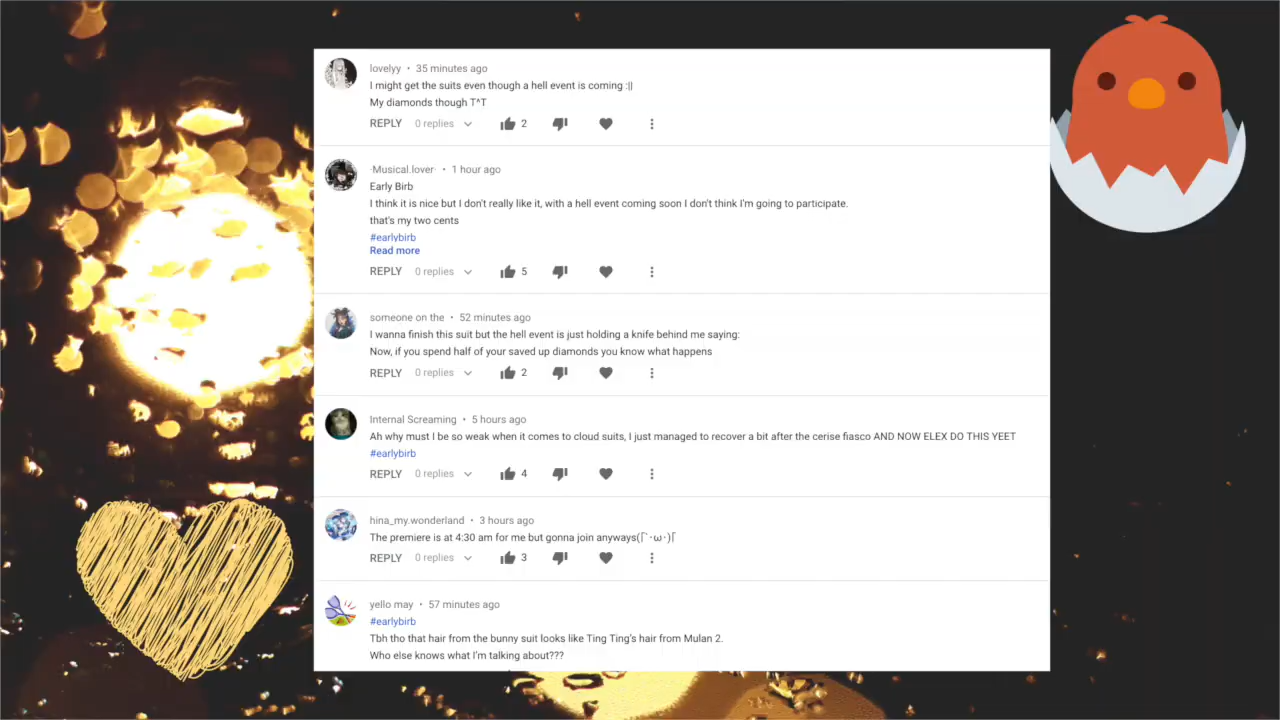 lovelyy • 35 minutes ago
I might get the suits even though a hell event is coming :||
My diamonds though T^T
REPLY 0 replies 2
·Musical.lover· • 1 hour ago
Early Birb
I think it is nice but I don't really like it, with a hell event coming soon I don't think I'm going to participate.
that's my two cents
#earlybirb
Read more
REPLY 0 replies 5
someone on the • 52 minutes ago
I wanna finish this suit but the hell event is just holding a knife behind me saying:
Now, if you spend half of your saved up diamonds you know what happens
REPLY 0 replies 2
Internal Screaming • 5 hours ago
Ah why must I be so weak when it comes to cloud suits, I just managed to recover a bit after the cerise fiasco AND NOW ELEX DO THIS YEET
#earlybirb
REPLY 0 replies 4
hina_my.wonderland • 3 hours ago
The premiere is at 4:30 am for me but gonna join anyways(⌈`･ω･)⌈
REPLY 0 replies 3
yello may • 57 minutes ago
#earlybirb
Tbh tho that hair from the bunny suit looks like Ting Ting's hair from Mulan 2.
Who else knows what I'm talking about???